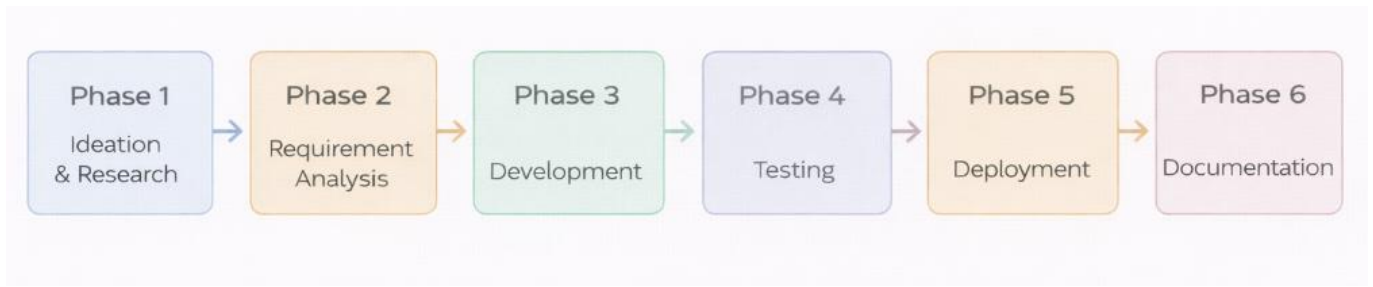 Phase 1
Ideation
& Research
Phase 2
Requirement
Analysis
Phase 3
Development
Phase 4
Testing
Phase 5
Deployment
Phase 6
Documentation